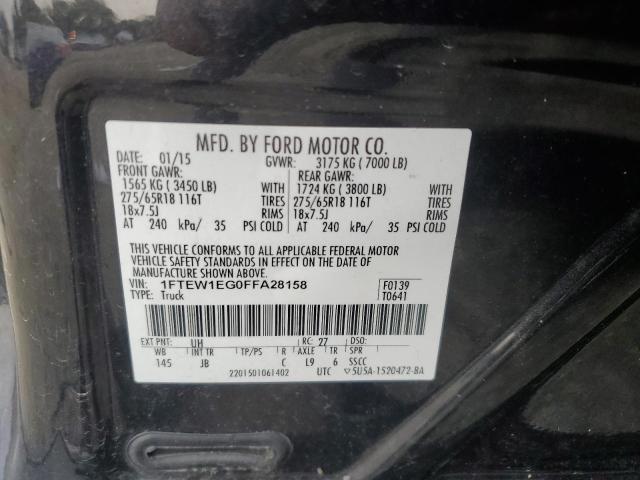 MFD. BY FORD MOTOR CO.
DATE: 01/15 GVWR: 3175 KG ( 7000 LB)
FRONT GAWR: REAR GAWR:
1565 KG ( 3450 LB) WITH 1724 KG ( 3800 LB) WITH
275/65R18 116T TIRES 275/65R18 116T TIRES
18x7.5J RIMS 18x7.5J RIMS
AT 240 kPa/ 35 PSI COLD AT 240 kPa/ 35 PSI COLD
THIS VEHICLE CONFORMS TO ALL APPLICABLE FEDERAL MOTOR
VEHICLE SAFETY STANDARDS IN EFFECT ON THE DATE OF
MANUFACTURE SHOWN ABOVE.
VIN: 1FTEW1EG0FFA28158 F0139
TYPE: Truck T0641
EXT PNT: UH RC: 27 DSO:
WB INT TR TP/PS R AXLE TR SPR
145 JB C L9 6 SSCC
2201501061402 UTC ▽5U5A-1520472-BA